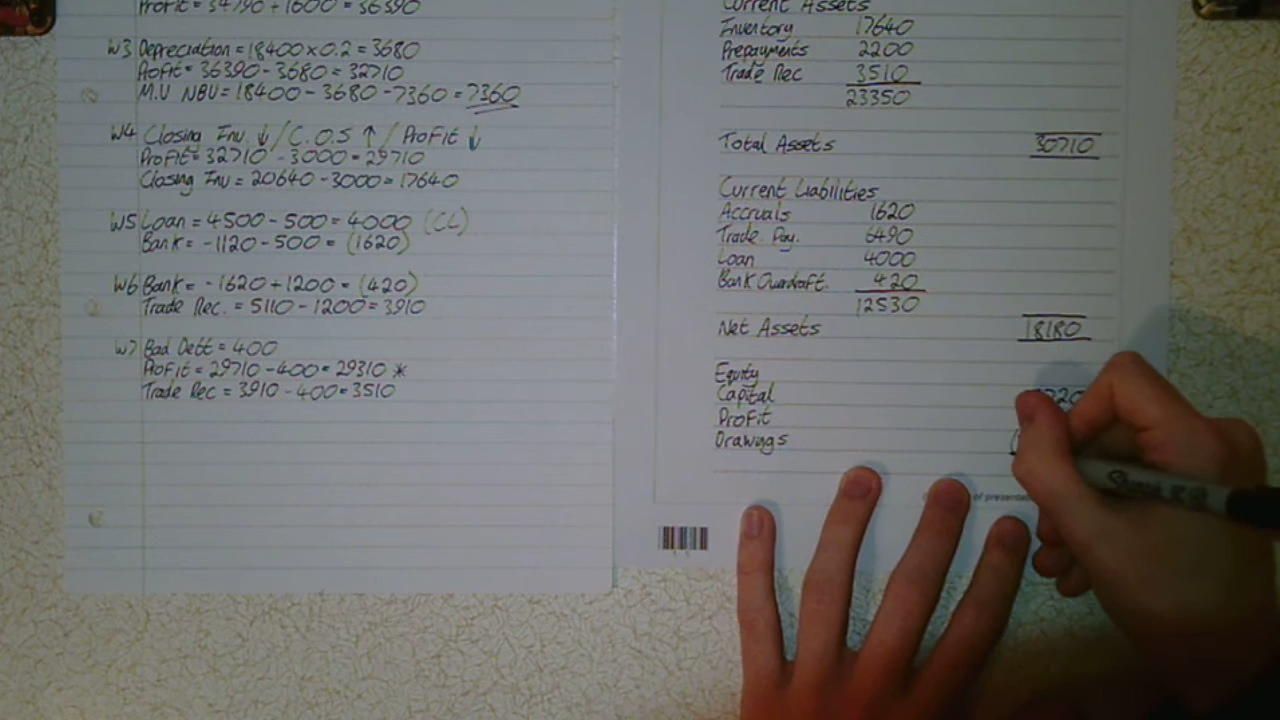 Profit = 34790 + 1600 = 36390
W3 Depreciation = 18400 x 0.2 = 3680
Profit = 36390 - 3680 = 32710
M.V NBV = 18400 - 3680 - 7360 = 7360
W4 Closing Inv ↓ / C.O.S ↑ / Profit ↓
Profit = 32710 - 3000 = 29710
Closing Inv = 20640 - 3000 = 17640
W5 Loan = 4500 - 500 = 4000 (CL)
Bank = -1120 - 500 = (1620)
W6 Bank = -1620 + 1200 = (420)
Trade Rec. = 5110 - 1200 = 3910
W7 Bad Debt = 400
Profit = 29710 - 400 = 29310 *
Trade Rec = 3910 - 400 = 3510
Current Assets
Inventory 17640
Prepayments 2200
Trade Rec 3510
23350
Total Assets 30710
Current Liabilities
Accruals 1620
Trade Pay. 6490
Loan 4000
Bank Overdraft. 420
12530
Net Assets 18180
Equity
Capital
Profit
Drawings
of